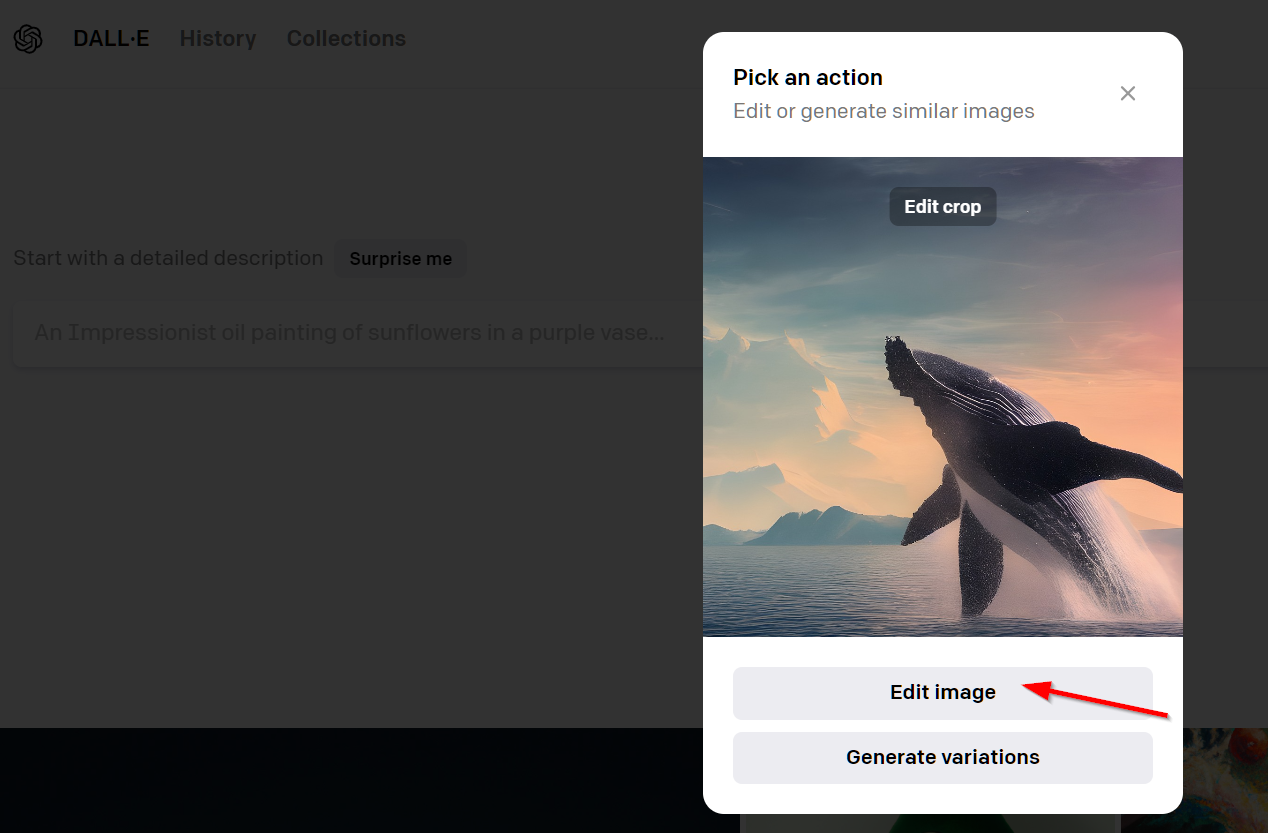 DALL·E History Collections
Start with a detailed description Surprise me
An Impressionist oil painting of sunflowers in a purple vase...
Pick an action
Edit or generate similar images
Edit crop
Edit image
Generate variations